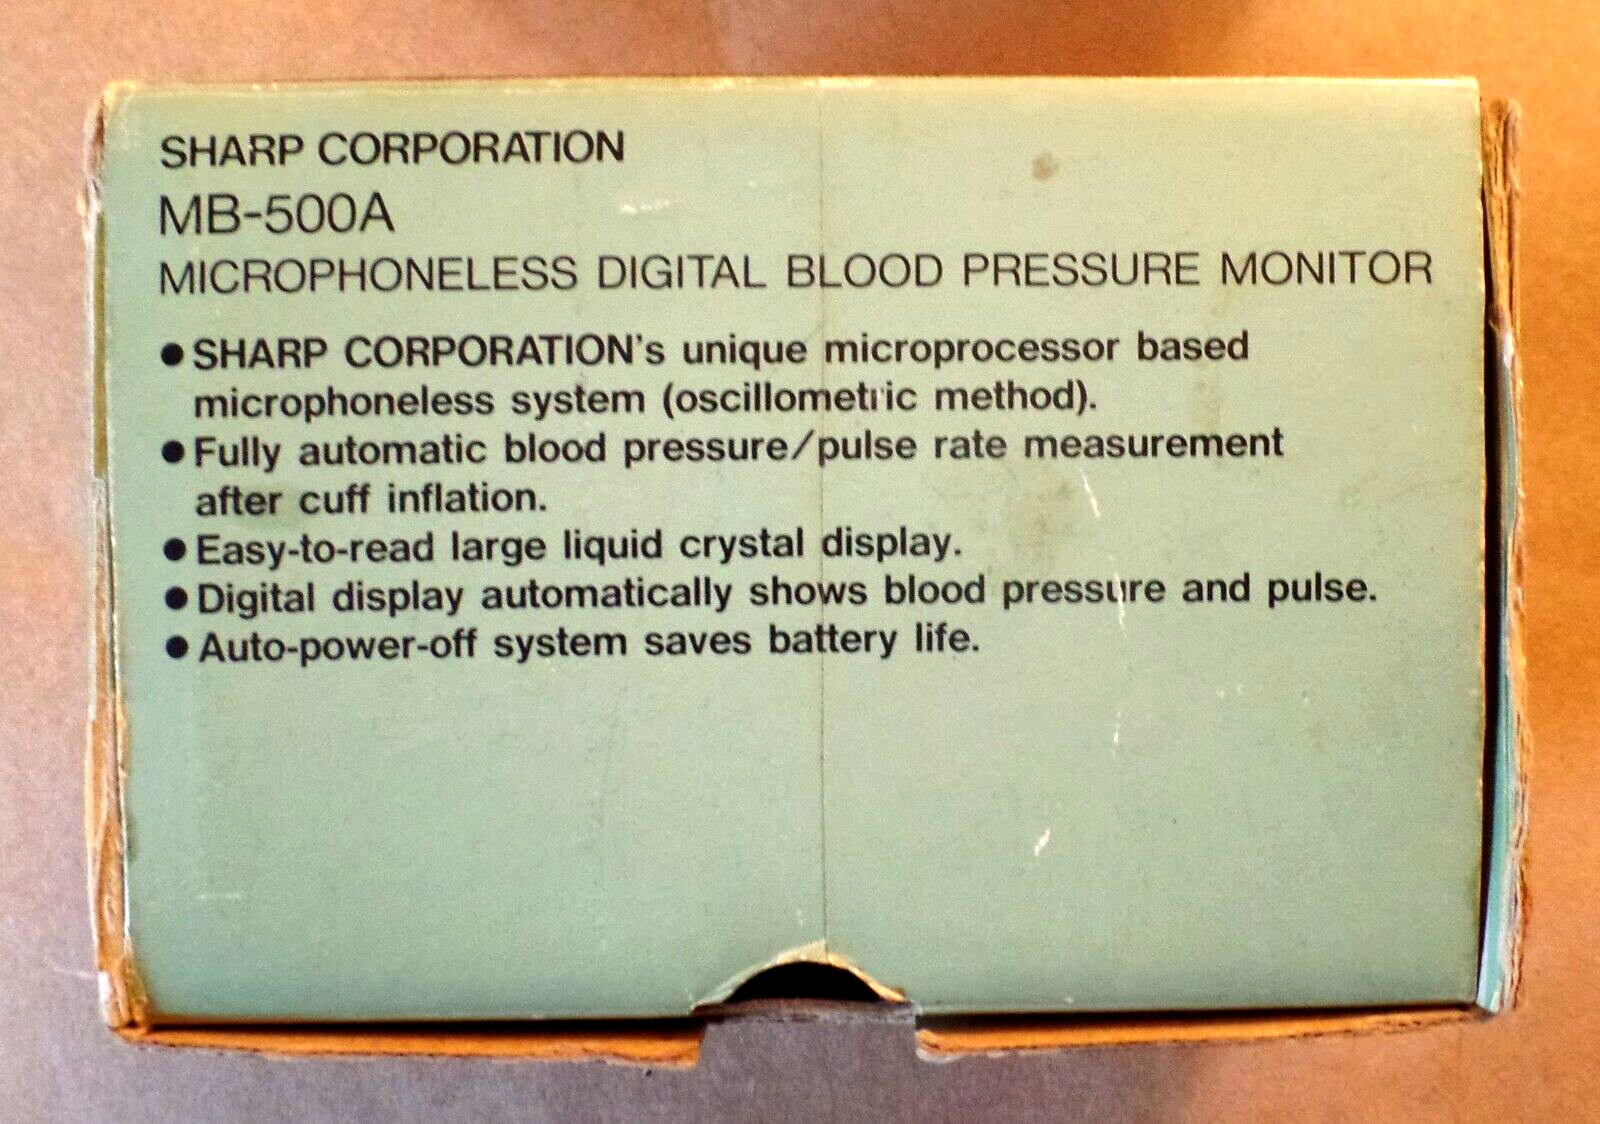 SHARP CORPORATION
MB-500A
MICROPHONELESS DIGITAL BLOOD PRESSURE MONITOR
● SHARP CORPORATION's unique microprocessor based
microphoneless system (oscillometric method).
● Fully automatic blood pressure/pulse rate measurement
after cuff inflation.
● Easy-to-read large liquid crystal display.
● Digital display automatically shows blood pressure and pulse.
● Auto-power-off system saves battery life.